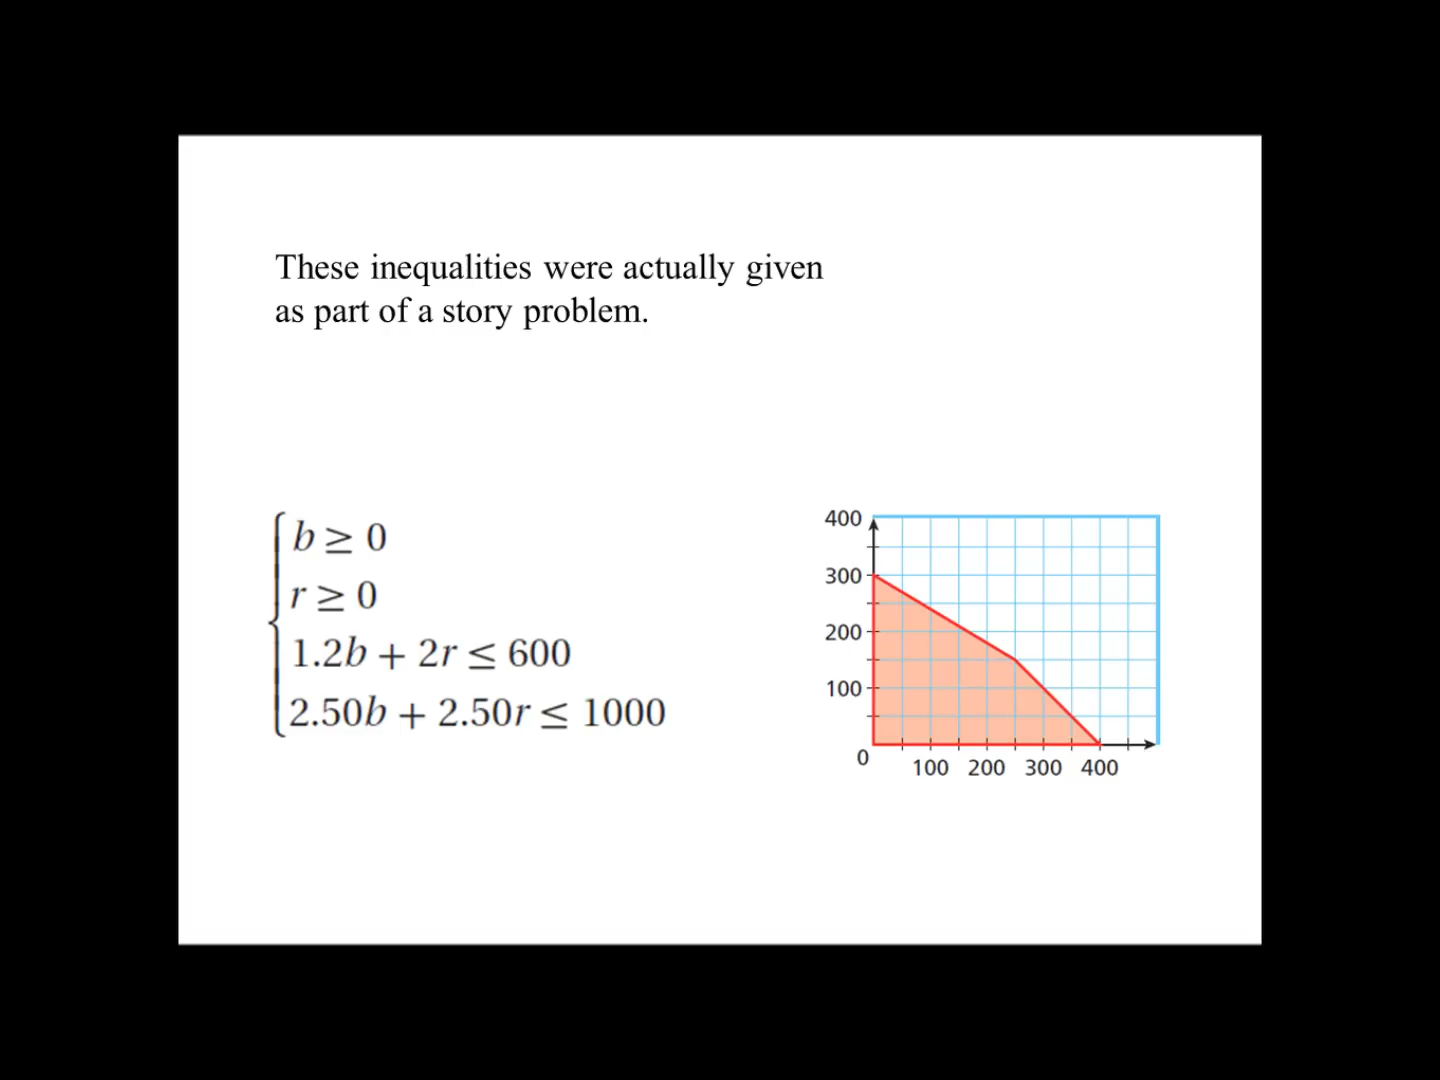 These inequalities were actually given
as part of a story problem.
b ≥ 0
r ≥ 0
1.2b + 2r ≤ 600
2.50b + 2.50r ≤ 1000
400
300
200
100
0
100 200 300 400